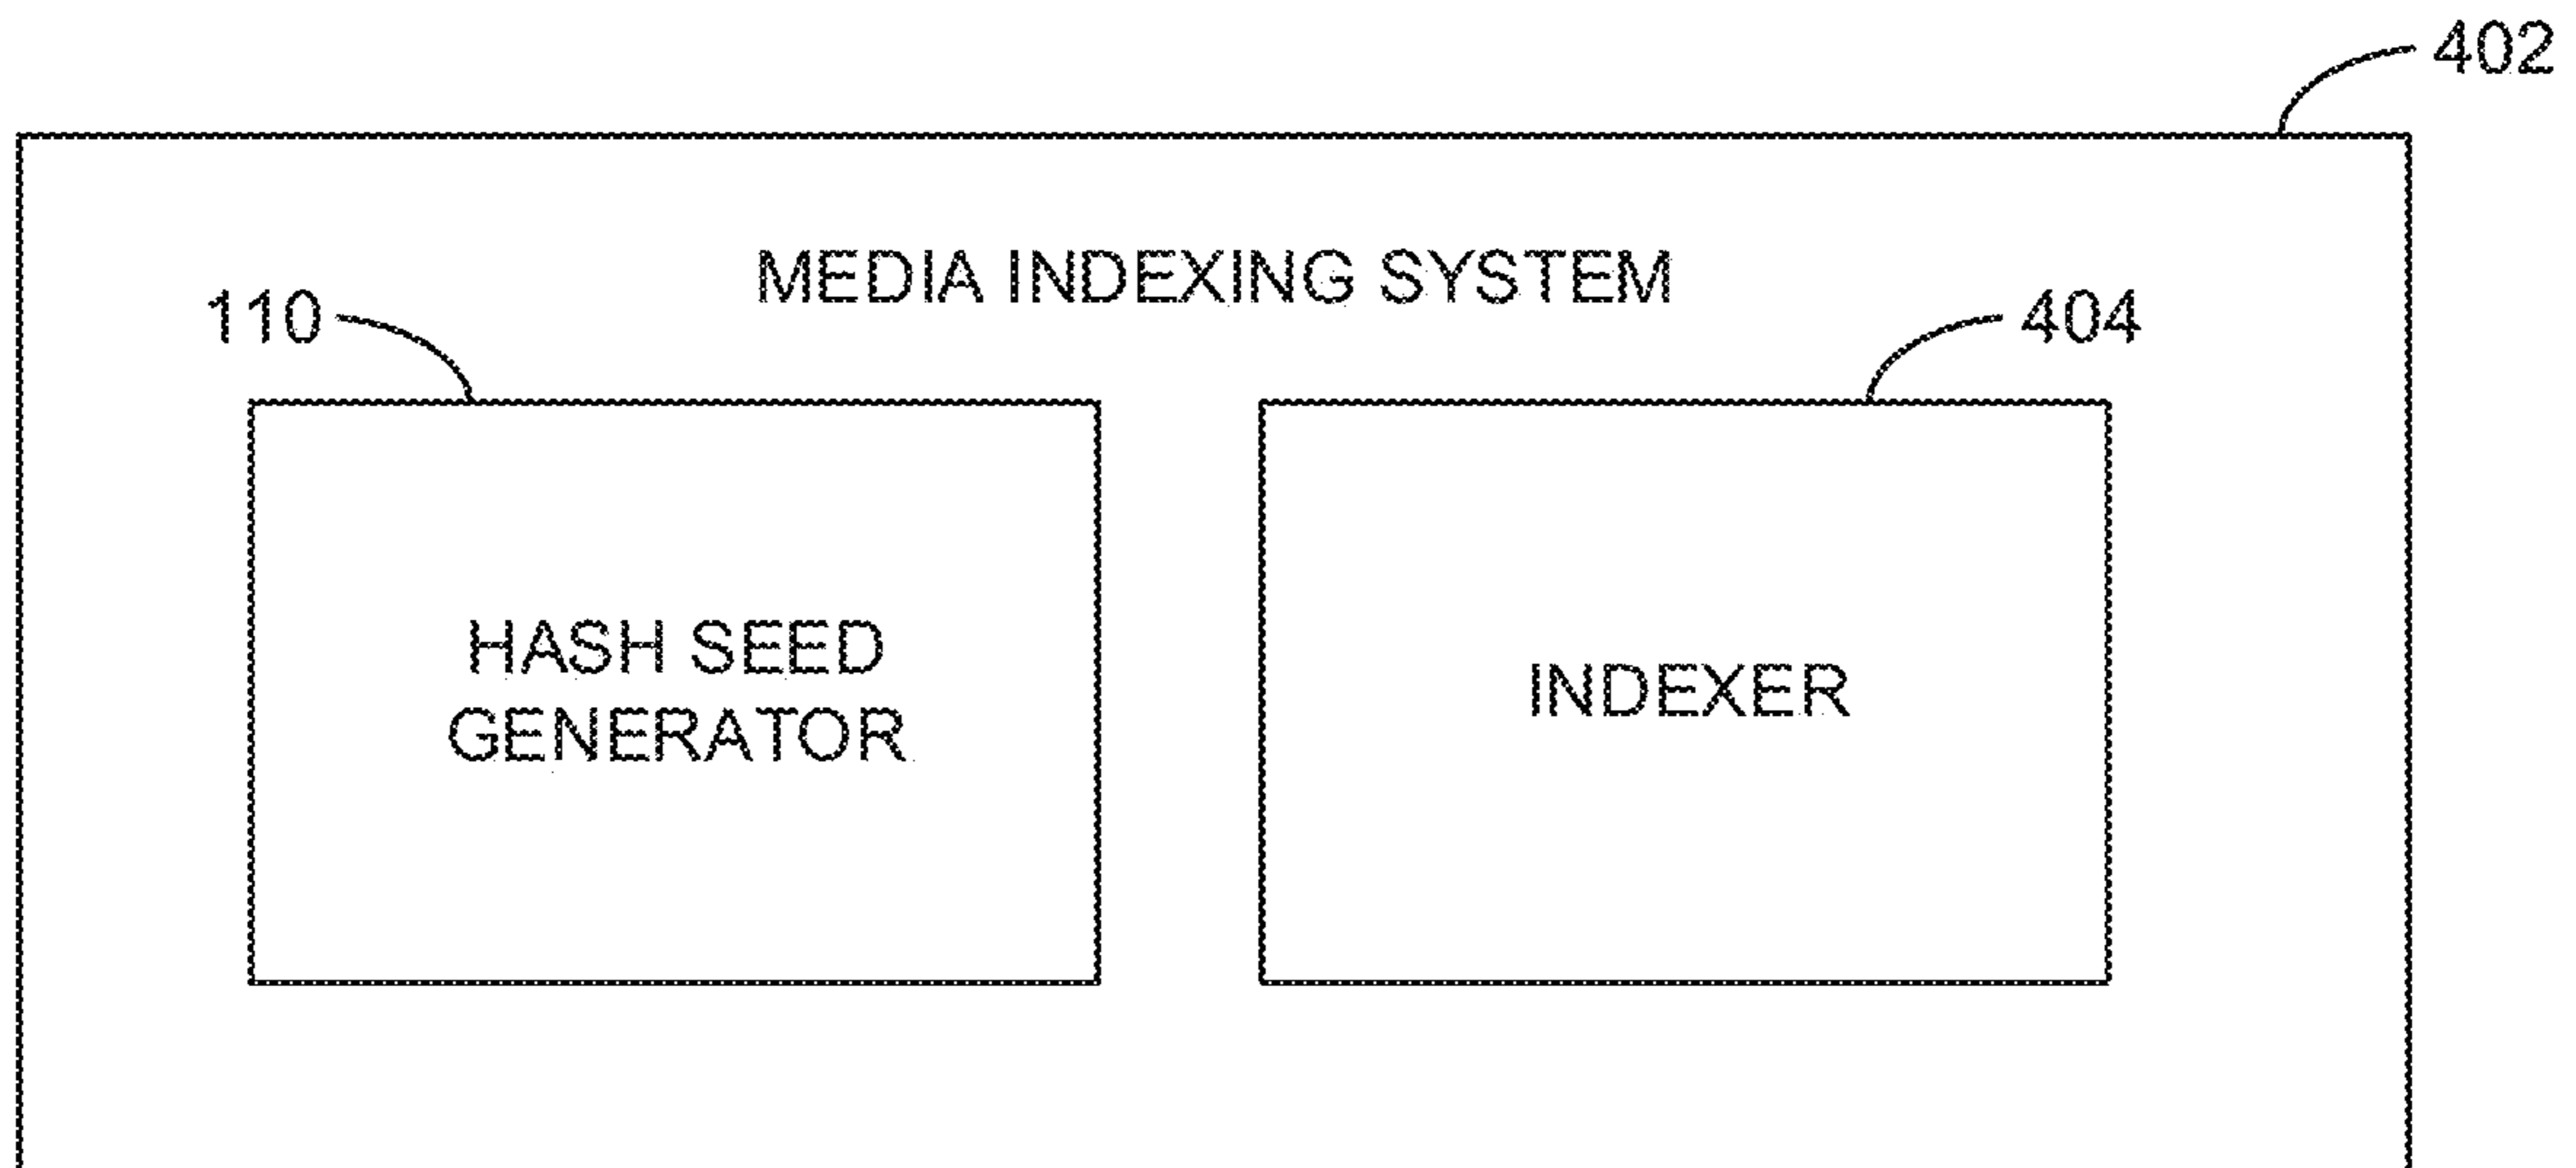 402
MEDIA INDEXING SYSTEM
110
404
HASH SEED
GENERATOR
INDEXER